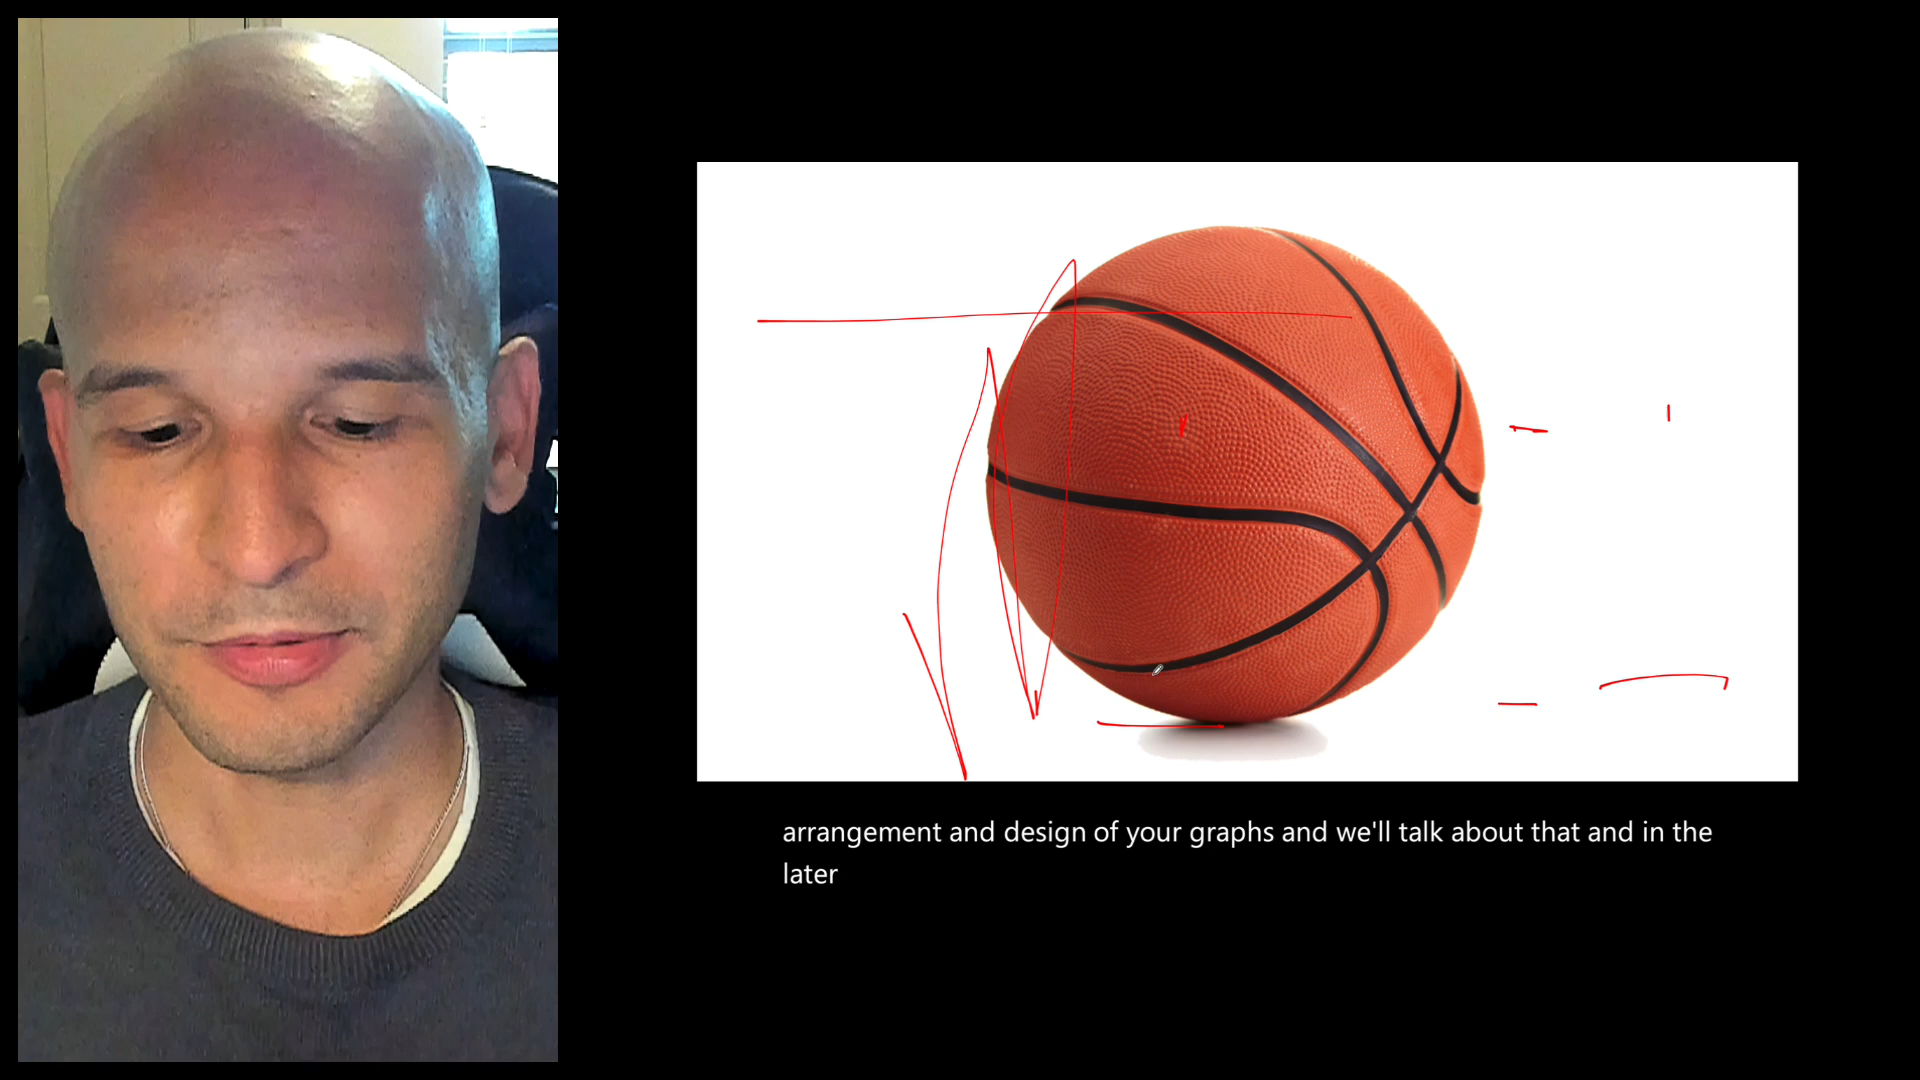 arrangement and design of your graphs and we'll talk about that and in the
later